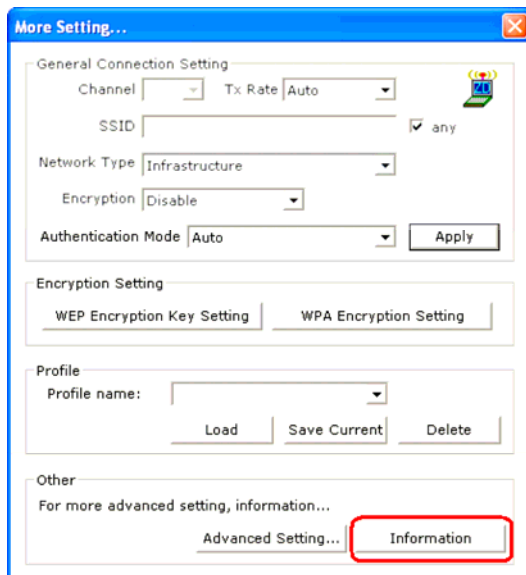 More Setting...
General Connection Setting
Channel Tx Rate Auto
SSID any
Network Type Infrastructure
Encryption Disable
Authentication Mode Auto Apply
Encryption Setting
WEP Encryption Key Setting WPA Encryption Setting
Profile
Profile name:
Load Save Current Delete
Other
For more advanced setting, information...
Advanced Setting... Information